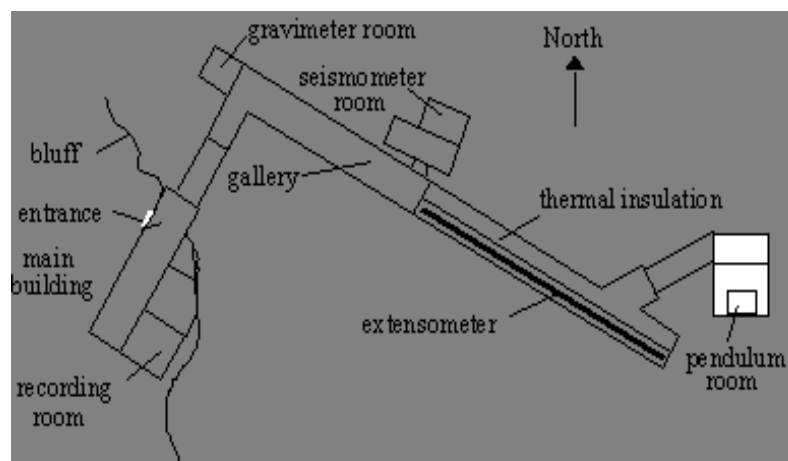 gravimeter room
North
seismometer
room
bluff
gallery
thermal insulation
entrance
main
building
extensometer
pendulum
room
recording
room